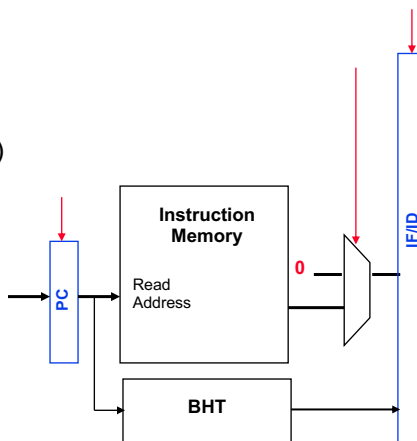 )
Instruction
Memory
IF/ID
0
PC
Read
Address
BHT